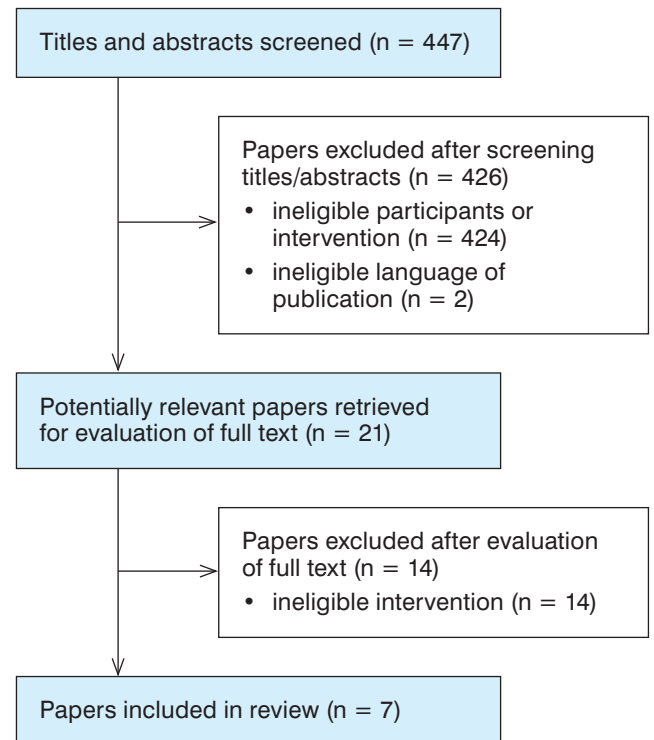 Titles and abstracts screened (n = 447)
Papers excluded after screening
titles/abstracts (n = 426)
• ineligible participants or
intervention (n = 424)
• ineligible language of
publication (n = 2)
Potentially relevant papers retrieved
for evaluation of full text (n = 21)
Papers excluded after evaluation
of full text (n = 14)
• ineligible intervention (n = 14)
Papers included in review (n = 7)